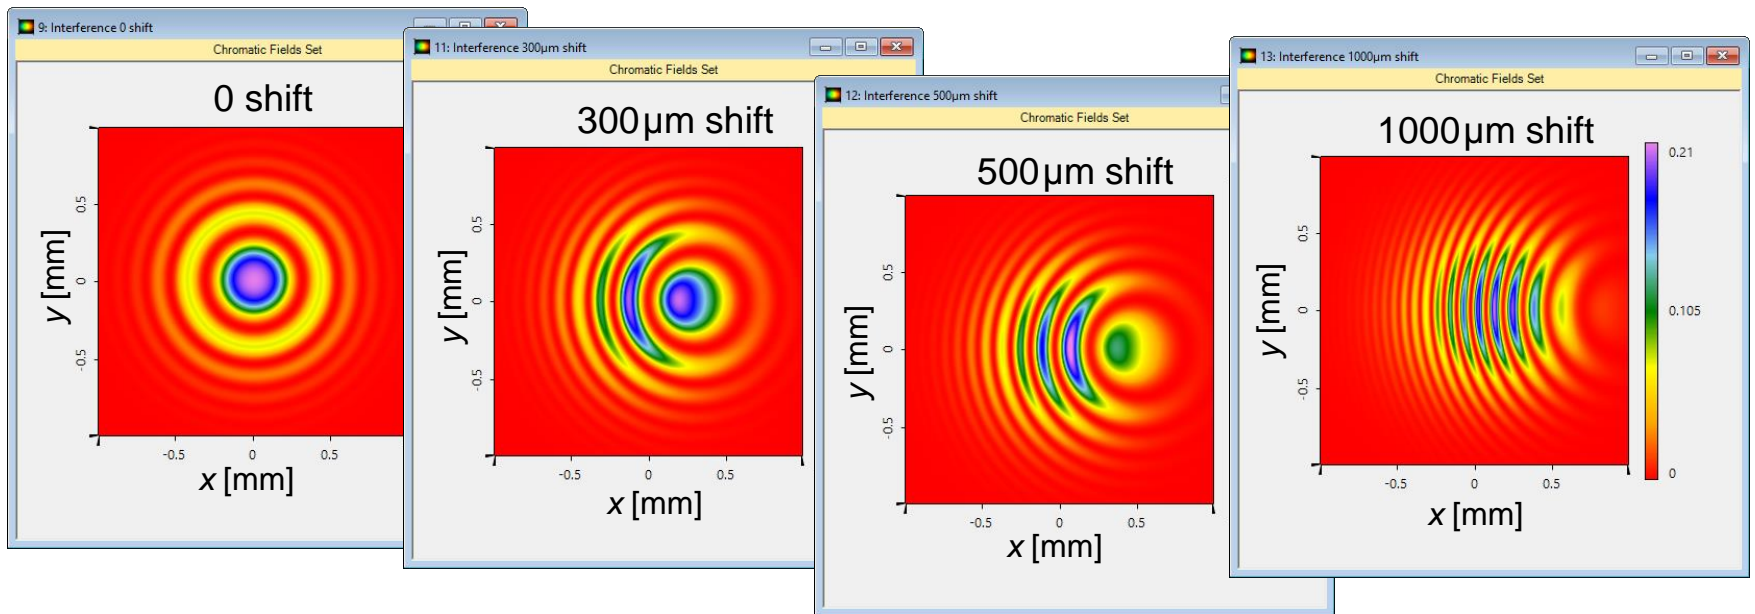 9: Interference 0 shift
Chromatic Fields Set
0 shift
y [mm]
0.5
0
-0.5
-0.5
0
0.5
x [mm]
11: Interference 300µm shift
Chromatic Fields Set
300µm shift
y [mm]
0.5
0
-0.5
-0.5
0
0.5
x [mm]
12: Interference 500µm shift
Chromatic Fields Set
500µm shift
y [mm]
0.5
0
-0.5
-0.5
0
0.5
x [mm]
13: Interference 1000µm shift
Chromatic Fields Set
1000µm shift
y [mm]
0.5
0
-0.5
-0.5
0
0.5
x [mm]
0.21
0.105
0